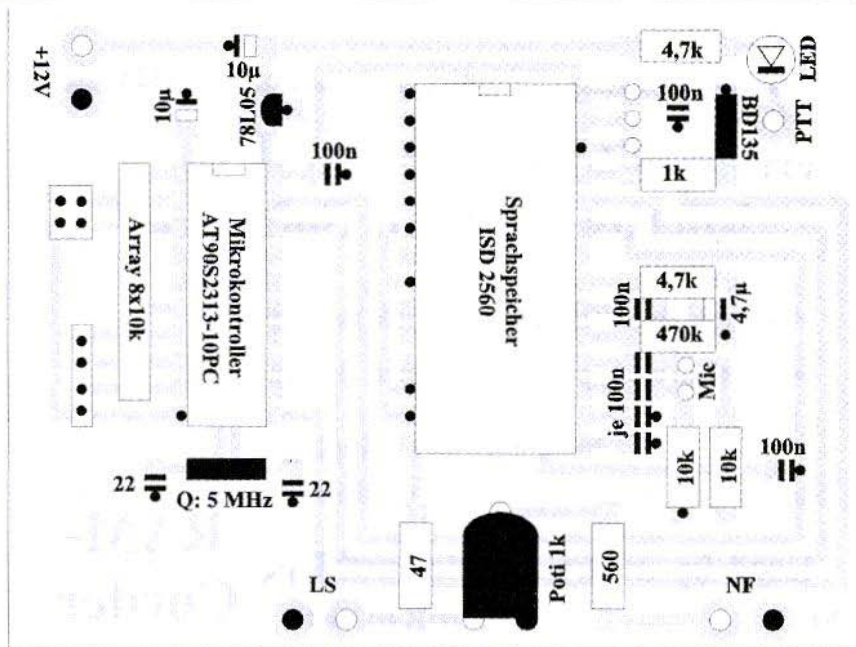 +12V
10µ
10µ
78L05
100n
4,7k
LED
100n
BD135
PTT
1k
Array 8x10k
Mikrokontroller
AT90S2313-10PC
Sprachspeicher
ISD 2560
4,7k
100n
4,7µ
470k
Mic
je 100n
10k
10k
100n
22
22
Q: 5 MHz
LS
47
Poti 1k
560
NF